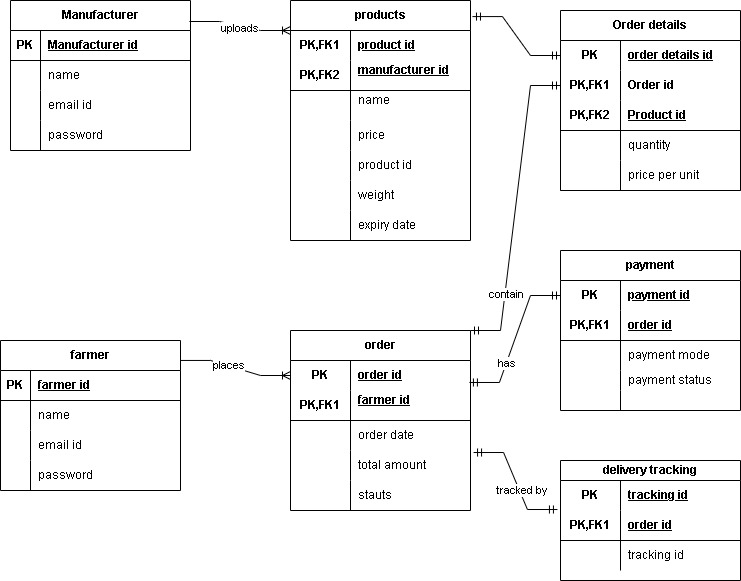 Manufacturer
PK Manufacturer id
name
email id
password
uploads
products
PK,FK1 product id
PK,FK2 manufacturer id
name
price
product id
weight
expiry date
Order details
PK order details id
PK,FK1 Order id
PK,FK2 Product id
quantity
price per unit
contain
farmer
PK farmer id
name
email id
password
places
order
PK order id
PK,FK1 farmer id
order date
total amount
stauts
has
payment
PK payment id
PK,FK1 order id
payment mode
payment status
tracked by
delivery tracking
PK tracking id
PK,FK1 order id
tracking id